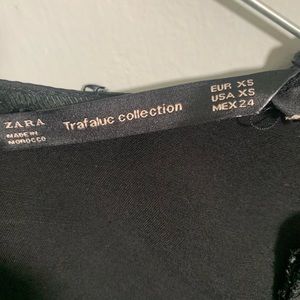 ZARA
MADE IN
MOROCCO
Trafaluc collection
EUR XS
USA XS
MEX 24